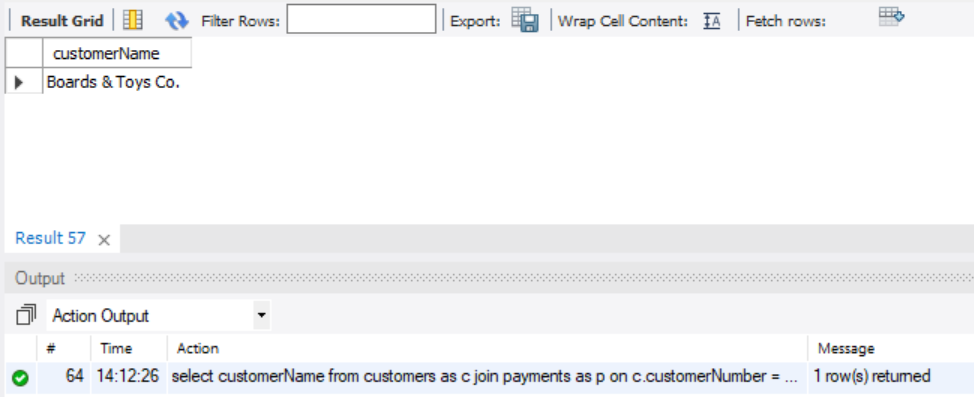 Result Grid Filter Rows: Export: Wrap Cell Content: IA Fetch rows:
customerName
Boards & Toys Co.
Result 57
Output
Action Output
# Time Action Message
64 14:12:26 select customerName from customers as c join payments as p on c.customerNumber = ... 1 row(s) returned